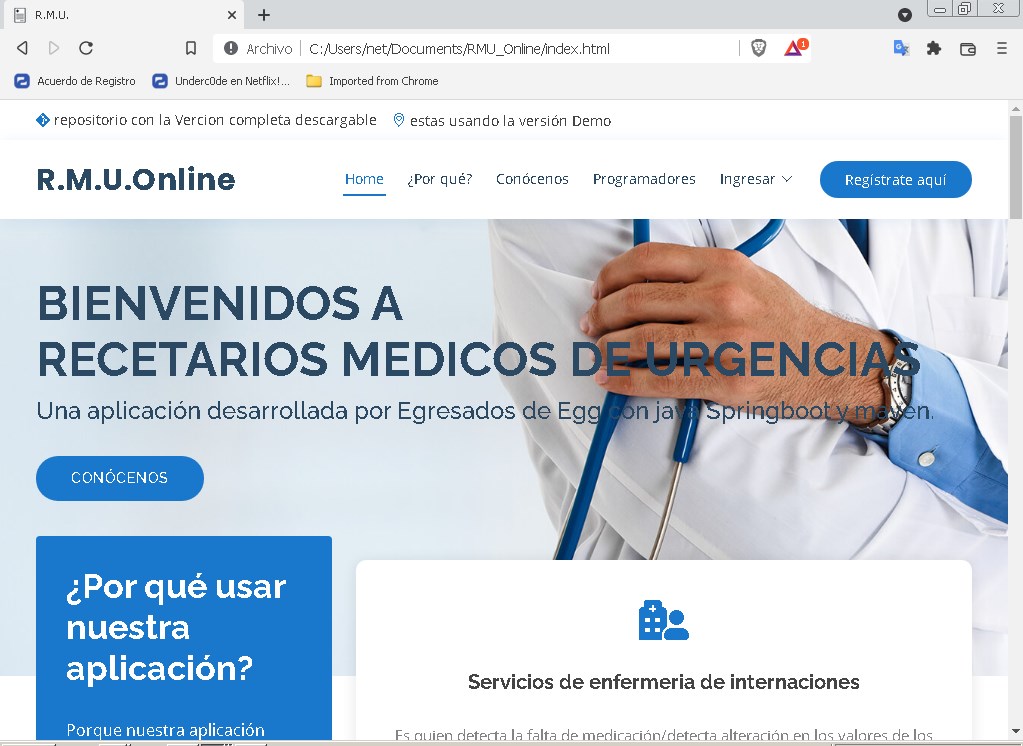 R.M.U.
Archivo C:/Users/net/Documents/RMU_Online/index.html
1
Acuerdo de Registro Underc0de en Netflix!... Imported from Chrome
repositorio con la Vercion completa descargable estas usando la versión Demo
R.M.U.Online Home ¿Por qué? Conócenos Programadores Ingresar Regístrate aquí
BIENVENIDOS A
RECETARIOS MEDICOS DE URGENCIAS
Una aplicación desarrollada por Egresados de Egg con java Springboot y maven.
CONÓCENOS
¿Por qué usar
nuestra
aplicación?
Porque nuestra aplicación
Servicios de enfermeria de internaciones
Es quien detecta la falta de medicación/detecta alteración en los valores de los